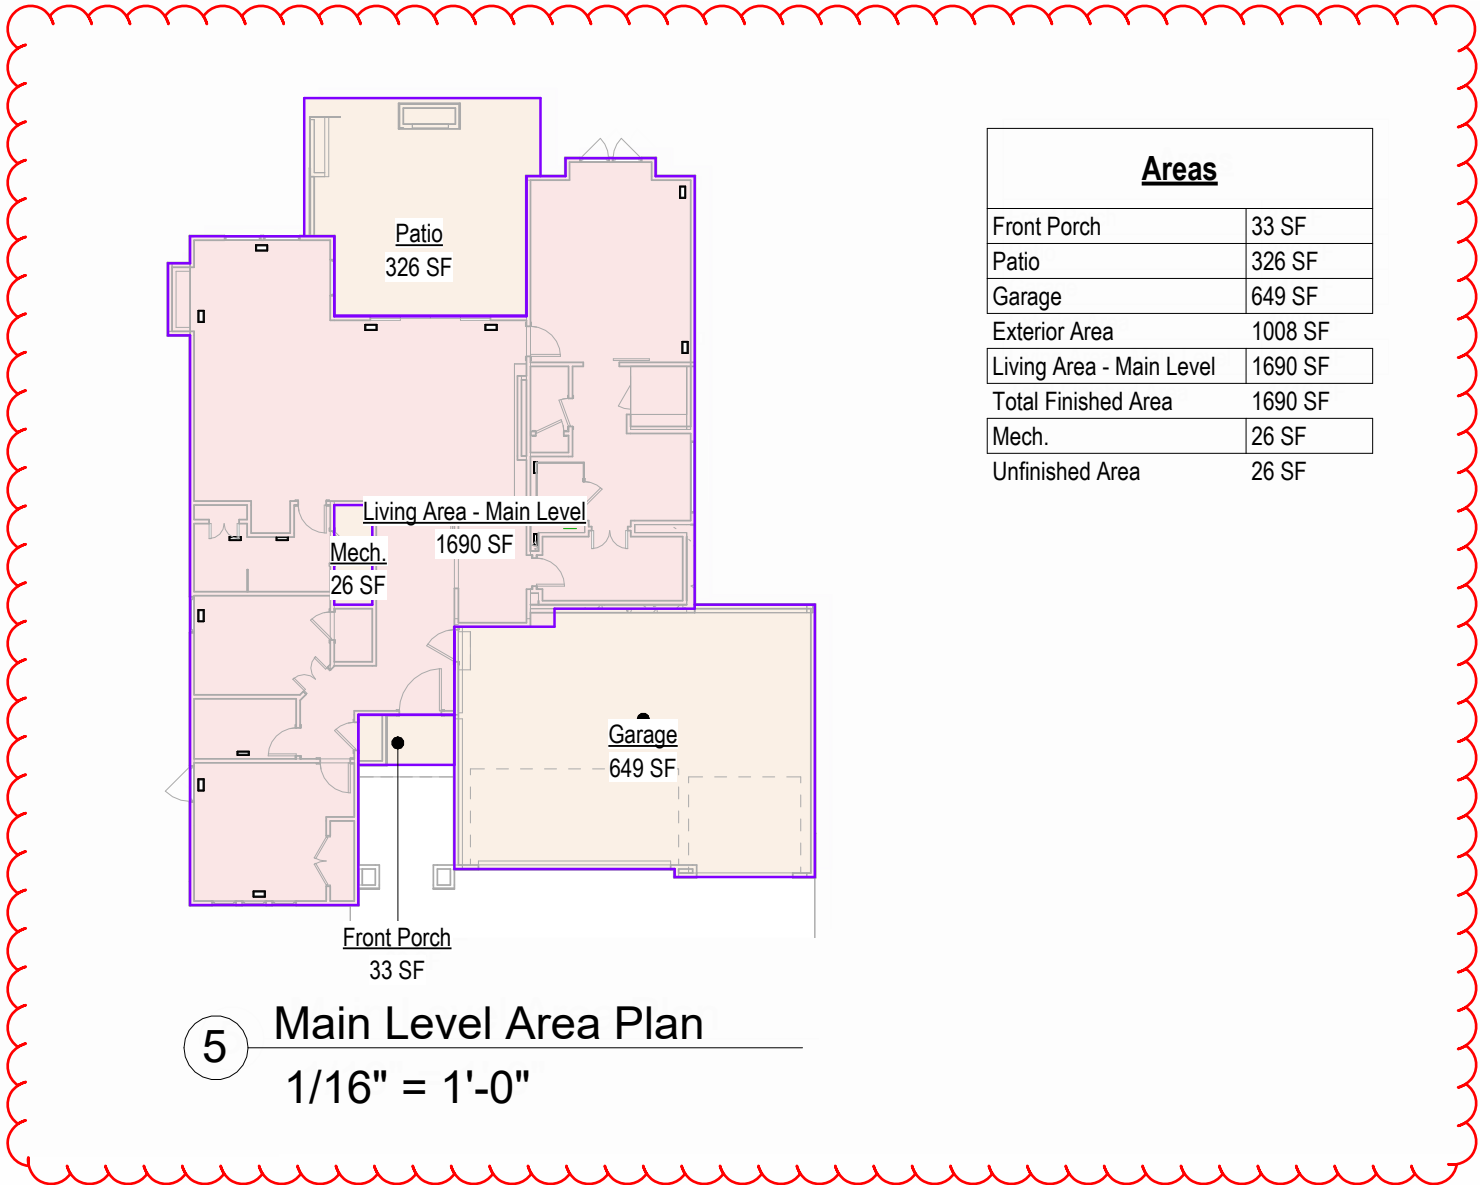 Patio
326 SF
Living Area - Main Level
1690 SF
Mech.
26 SF
Garage
649 SF
Front Porch
33 SF
5
Main Level Area Plan
1/16" = 1'-0"
Areas
Front Porch 33 SF
Patio 326 SF
Garage 649 SF
Exterior Area 1008 SF
Living Area - Main Level 1690 SF
Total Finished Area 1690 SF
Mech. 26 SF
Unfinished Area 26 SF